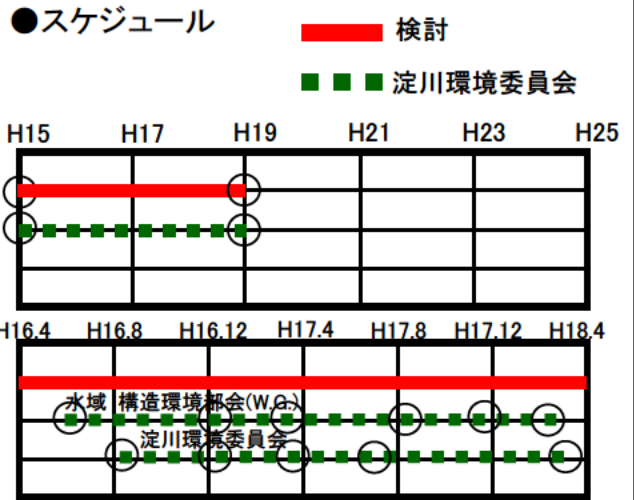 ●スケジュール
検討
淀川環境委員会
H15 H17 H19 H21 H23 H25
H16.4 H16.8 H16.12 H17.4 H17.8 H17.12 H18.4
水域 構造環境部会(W.G.)
淀川環境委員会